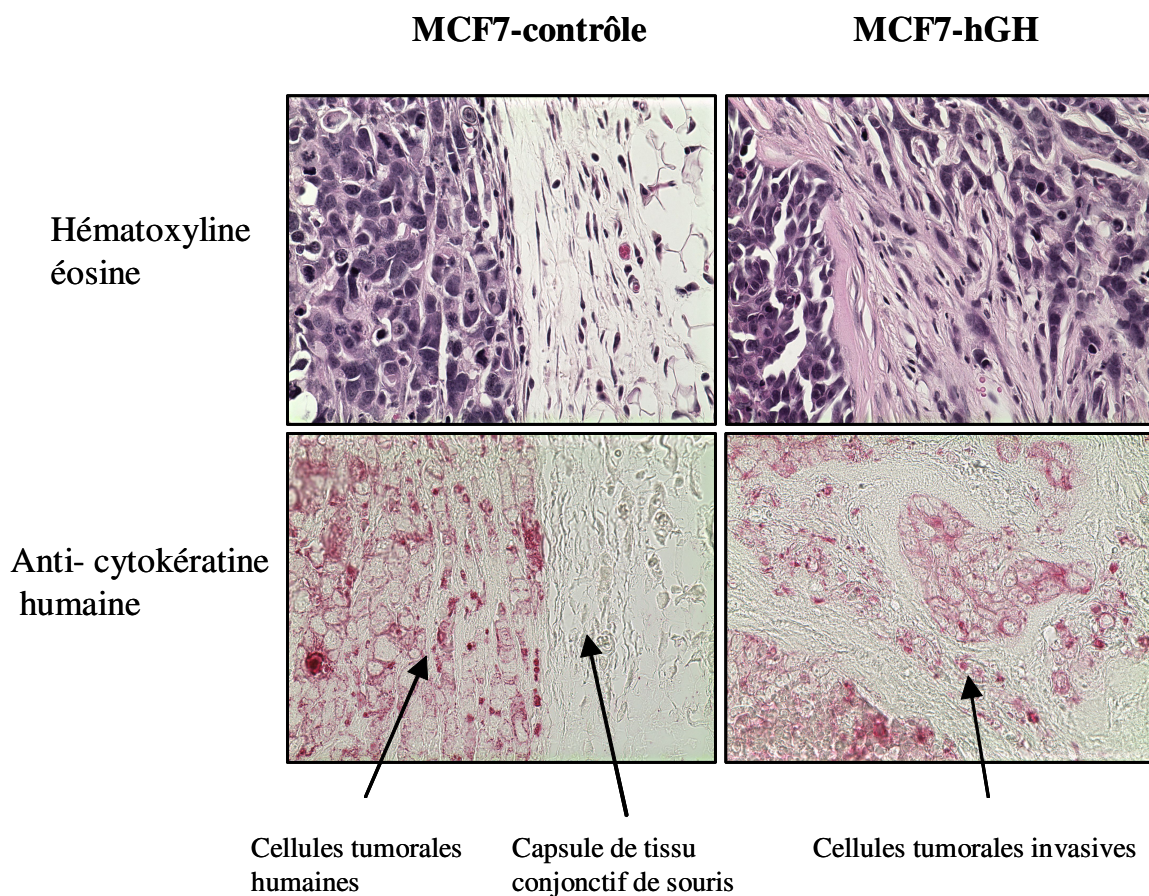 MCF7-contrôle
MCF7-hGH
Hématoxyline
éosine
Anti- cytokératine
humaine
Cellules tumorales
humaines
Capsule de tissu
conjonctif de souris
Cellules tumorales invasives